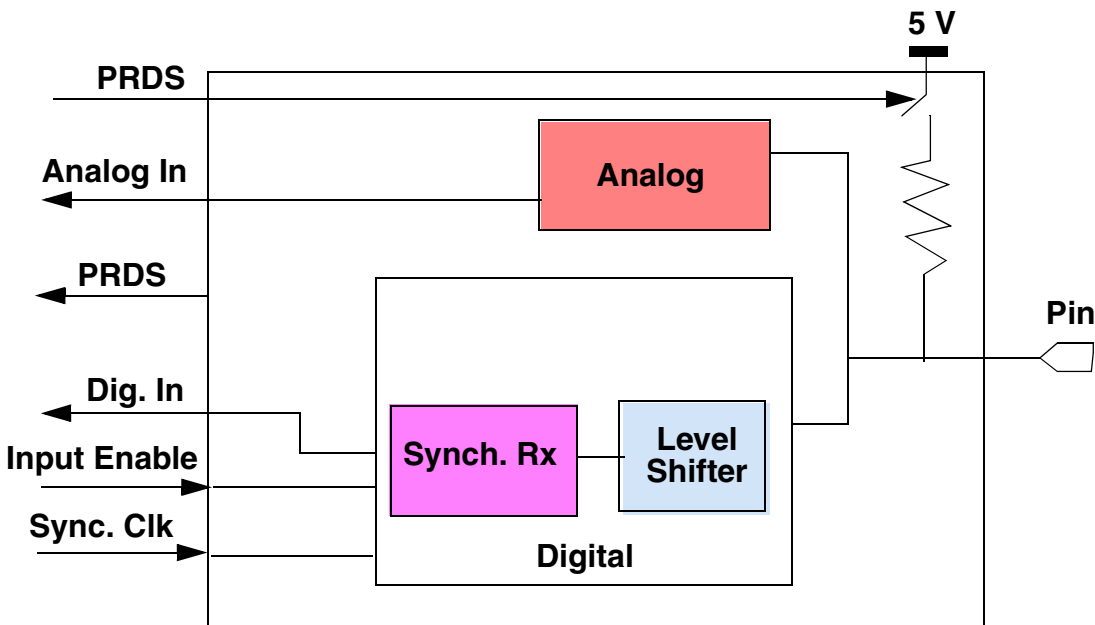 5 V
PRDS
Analog In
Analog
PRDS
Pin
Dig. In
Input Enable
Synch. Rx
Level
Shifter
Sync. Clk
Digital